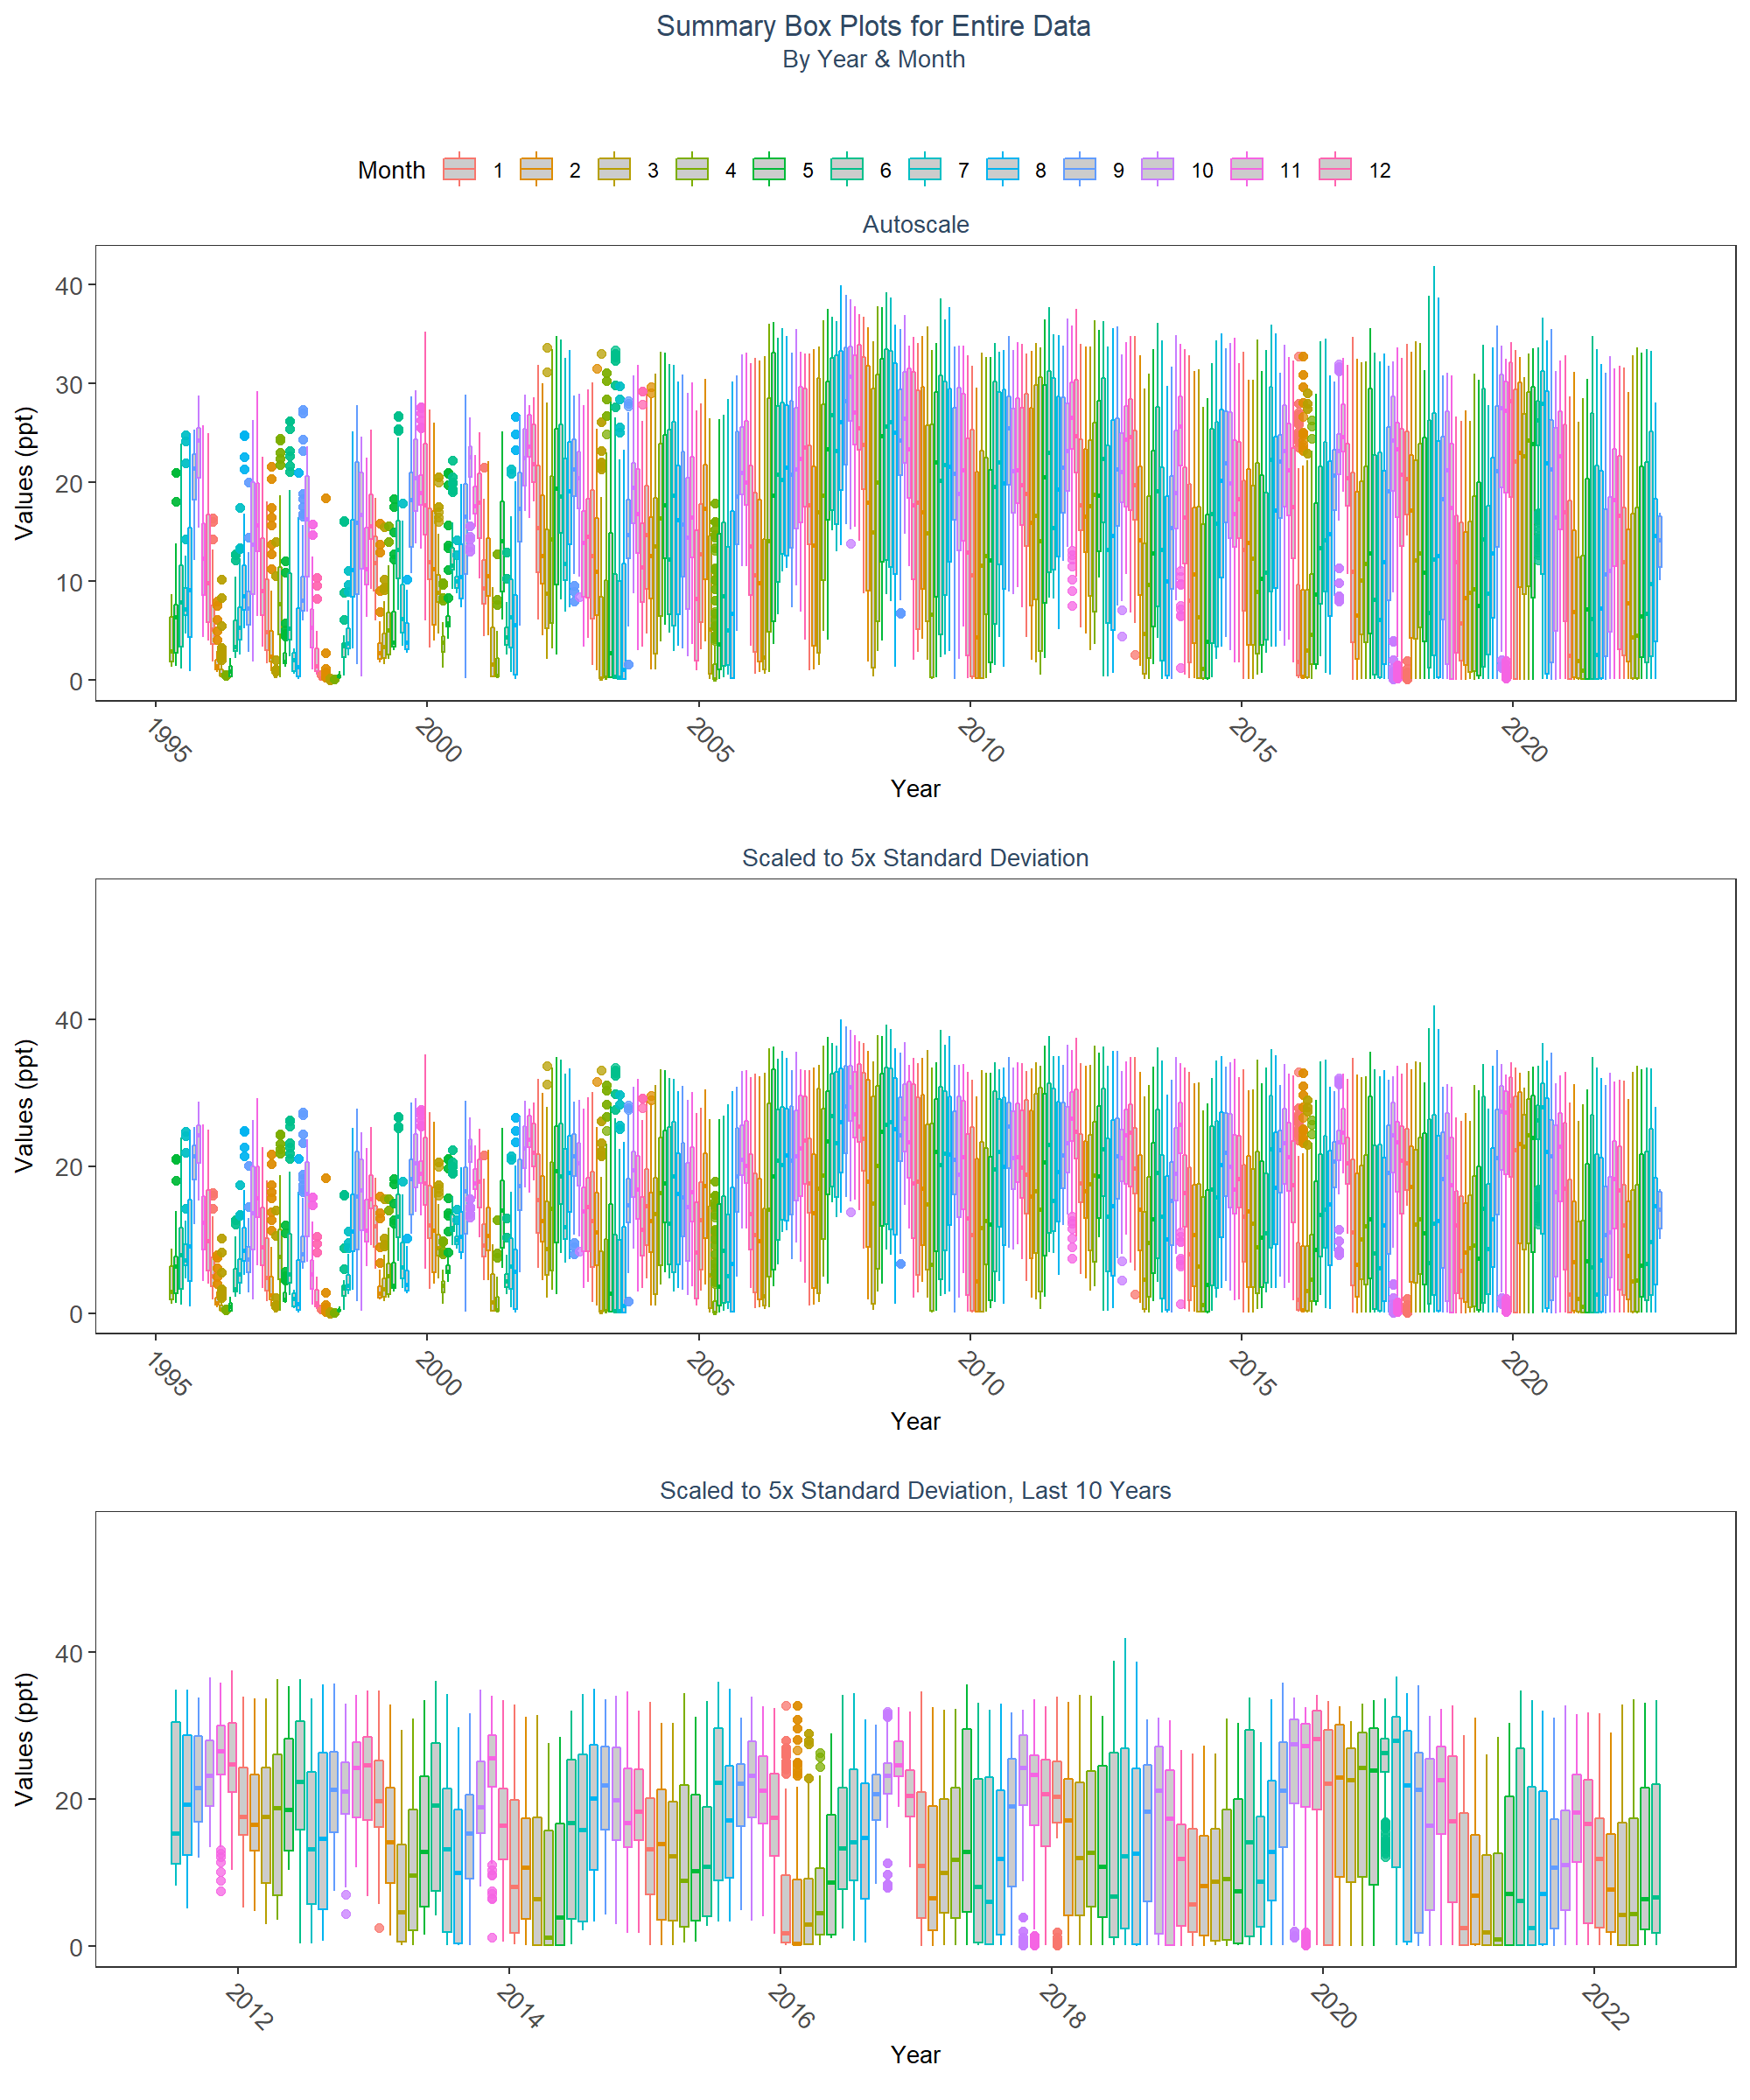 Summary Box Plots for Entire Data
By Year & Month
Month 1 2 3 4 5 6 7 8 9 10 11 12
Autoscale
Values (ppt)
40
30
20
10
0
1995 2000 2005 2010 2015 2020
Year
Scaled to 5x Standard Deviation
Values (ppt)
40
20
0
1995 2000 2005 2010 2015 2020
Year
Scaled to 5x Standard Deviation, Last 10 Years
Values (ppt)
40
20
0
2012 2014 2016 2018 2020 2022
Year